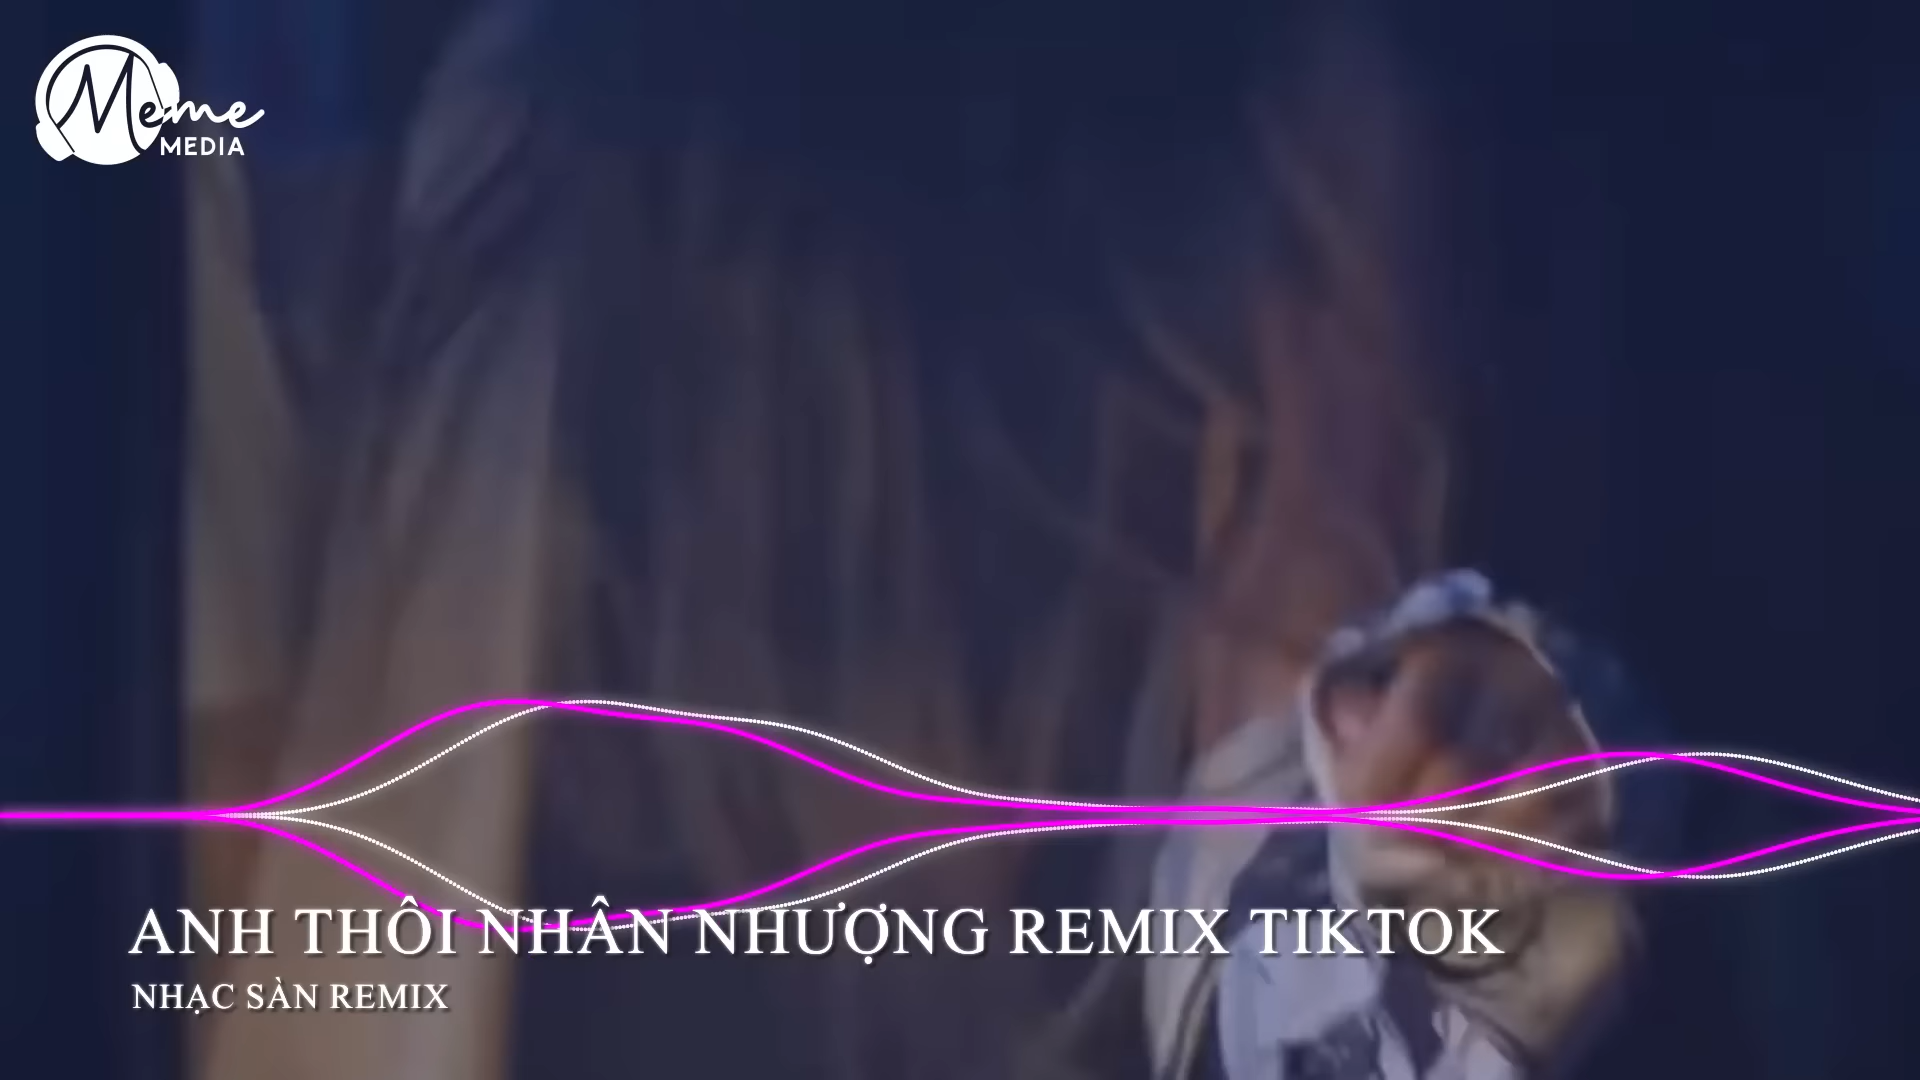 Meme
MEDIA
ANH THÔI NHÂN NHƯỢNG REMIX TIKTOK
NHẠC SÀN REMIX